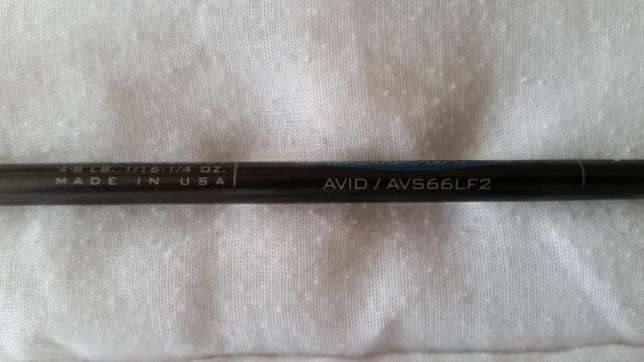 4-8 LB. 1/16-1/4 OZ.
MADE IN USA
AVID / AVS66LF2